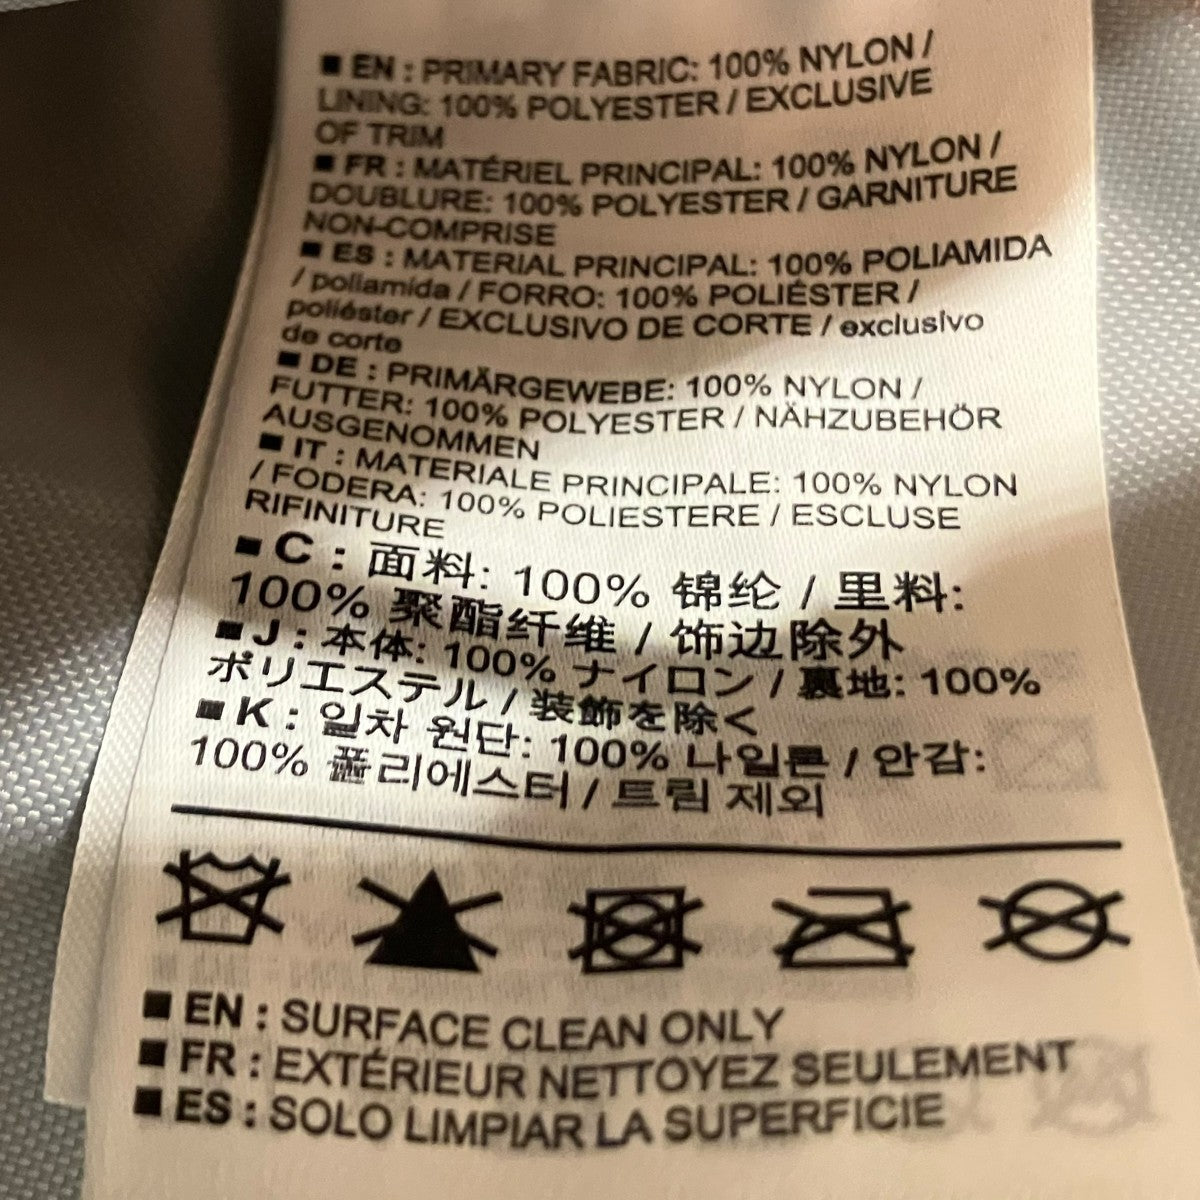 ■ EN : PRIMARY FABRIC: 100% NYLON /
LINING: 100% POLYESTER / EXCLUSIVE
OF TRIM
■ FR : MATÉRIEL PRINCIPAL: 100% NYLON /
DOUBLURE: 100% POLYESTER / GARNITURE
NON-COMPRISE
■ ES : MATERIAL PRINCIPAL: 100% POLIAMIDA
/ poliamida / FORRO: 100% POLIÉSTER /
poliéster / EXCLUSIVO DE CORTE / exclusivo
de corte
■ DE : PRIMÄRGEWEBE: 100% NYLON /
FUTTER: 100% POLYESTER / NÄHZUBEHÖR
AUSGENOMMEN
■ IT : MATERIALE PRINCIPALE: 100% NYLON
/ FODERA: 100% POLIESTERE / ESCLUSE
RIFINITURE
■ C : 面料: 100% 锦纶 / 里料:
100% 聚酯纤维 / 饰边除外
■ J : 本体: 100% ナイロン / 裏地: 100%
ポリエステル / 装飾を除く
■ K : 일차 원단: 100% 나일론 / 안감:
100% 폴리에스터 / 트림 제외
■ EN : SURFACE CLEAN ONLY
■ FR : EXTÉRIEUR NETTOYEZ SEULEMENT
■ ES : SOLO LIMPIAR LA SUPERFICIE